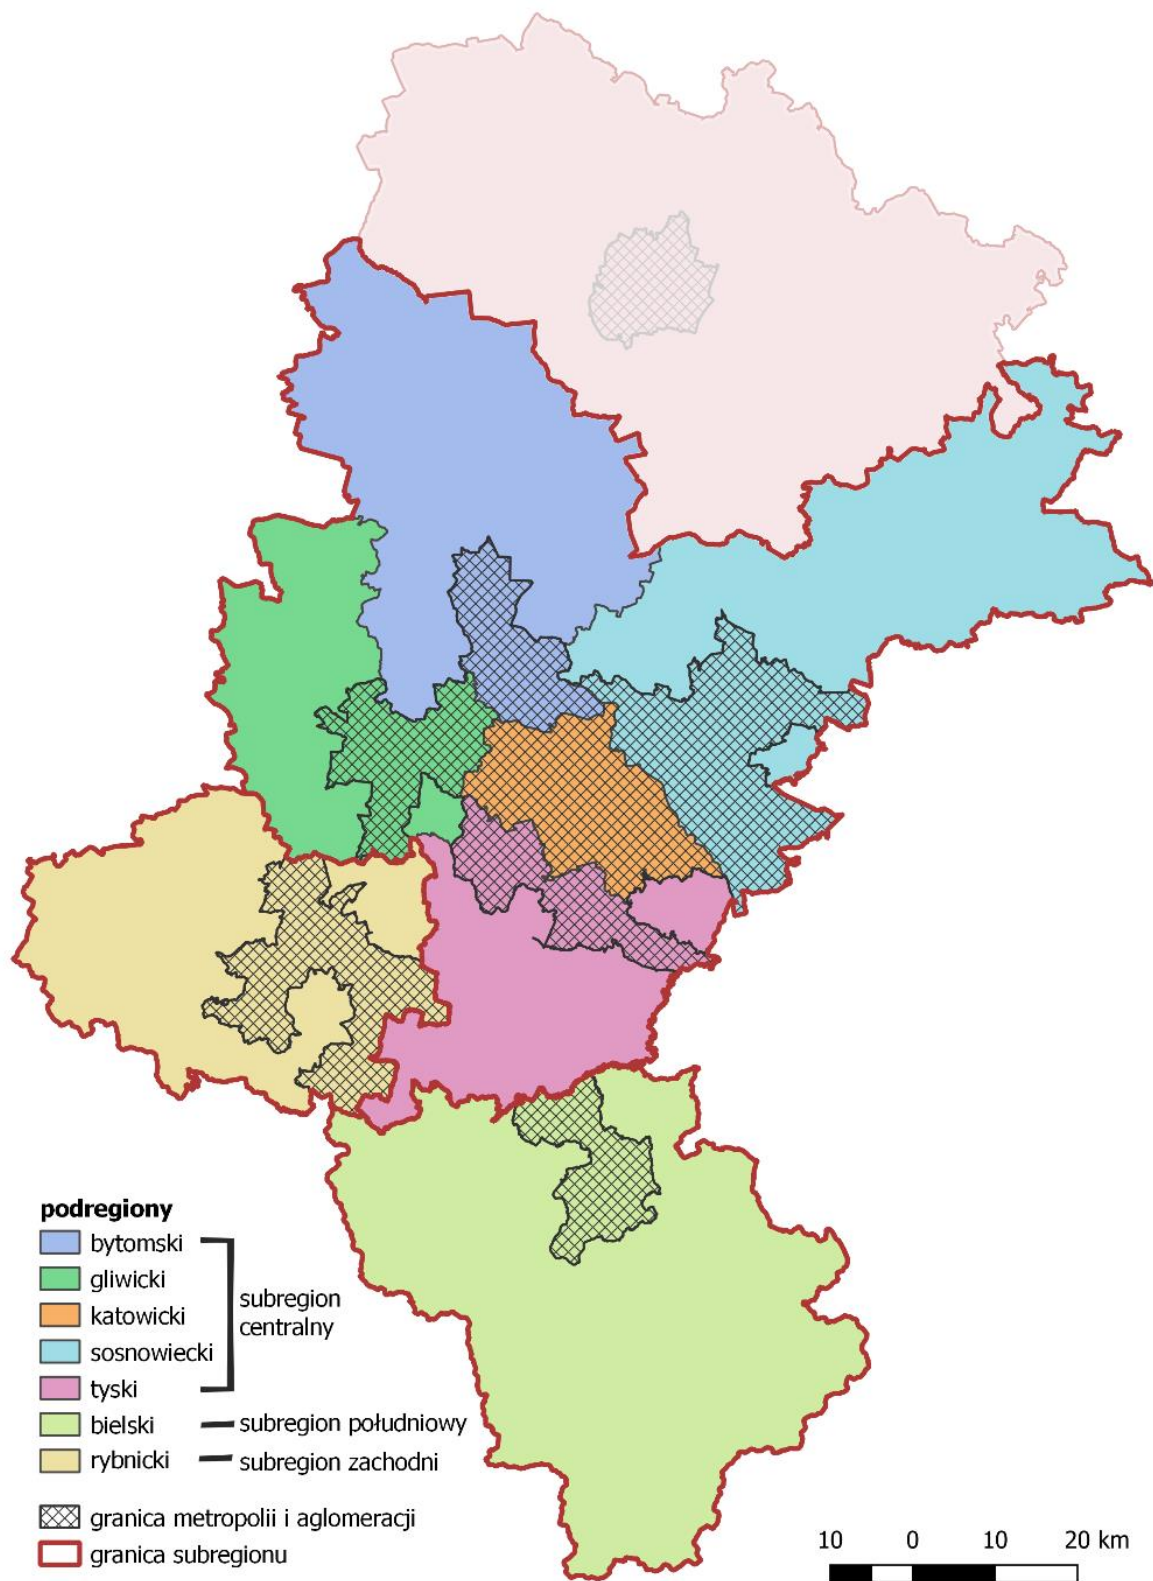 podregiony
bytomski
gliwicki
katowicki
sosnowiecki
tyski
subregion
centralny
bielski
subregion południowy
rybnicki
subregion zachodni
granica metropolii i aglomeracji
granica subregionu
10 0 10 20 km